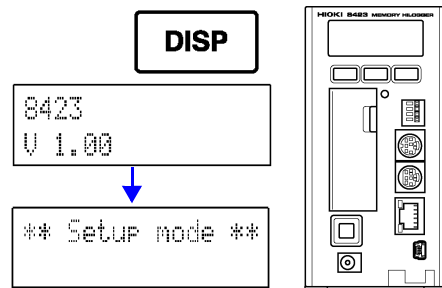 DISP
8423
V 1.00
** Setup mode **
HIOKI 8423 MEMORY HiLOGGER